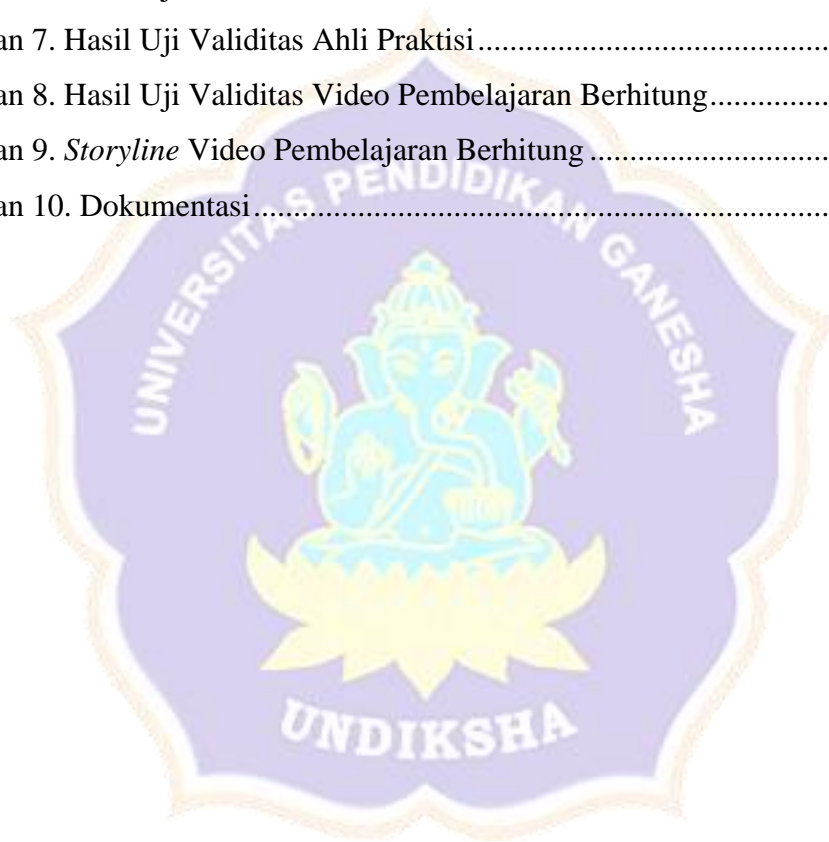 an 7. Hasil Uji Validitas Ahli Praktisi......................................
an 8. Hasil Uji Validitas Video Pembelajaran Berhitung.............
an 9. Storyline Video Pembelajaran Berhitung..........................
an 10. Dokumentasi...............................................................
UNIVERSITAS PENDIDIKAN GANESHA
UNDIKSHA